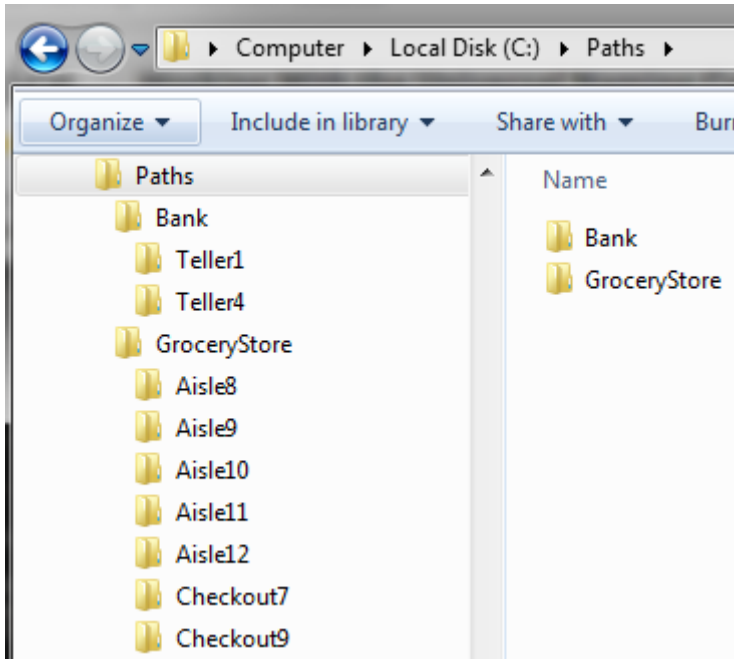 Computer Local Disk (C:) Paths
Organize Include in library Share with
Paths
Bank
Teller1
Teller4
GroceryStore
Aisle8
Aisle9
Aisle10
Aisle11
Aisle12
Checkout7
Checkout9
Name
Bank
GroceryStore